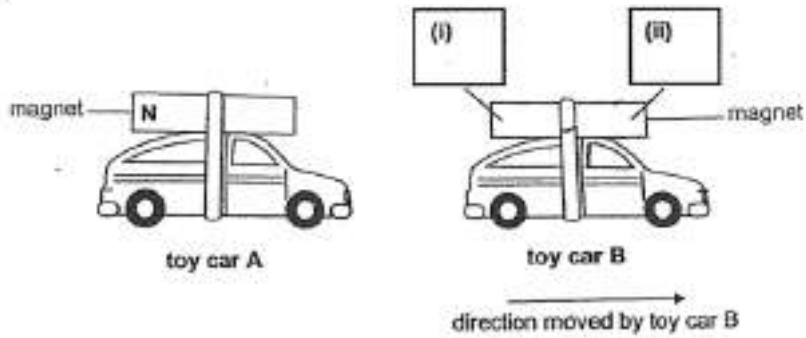 (i)
(ii)
magnet
N
magnet
toy car A
toy car B
direction moved by toy car B